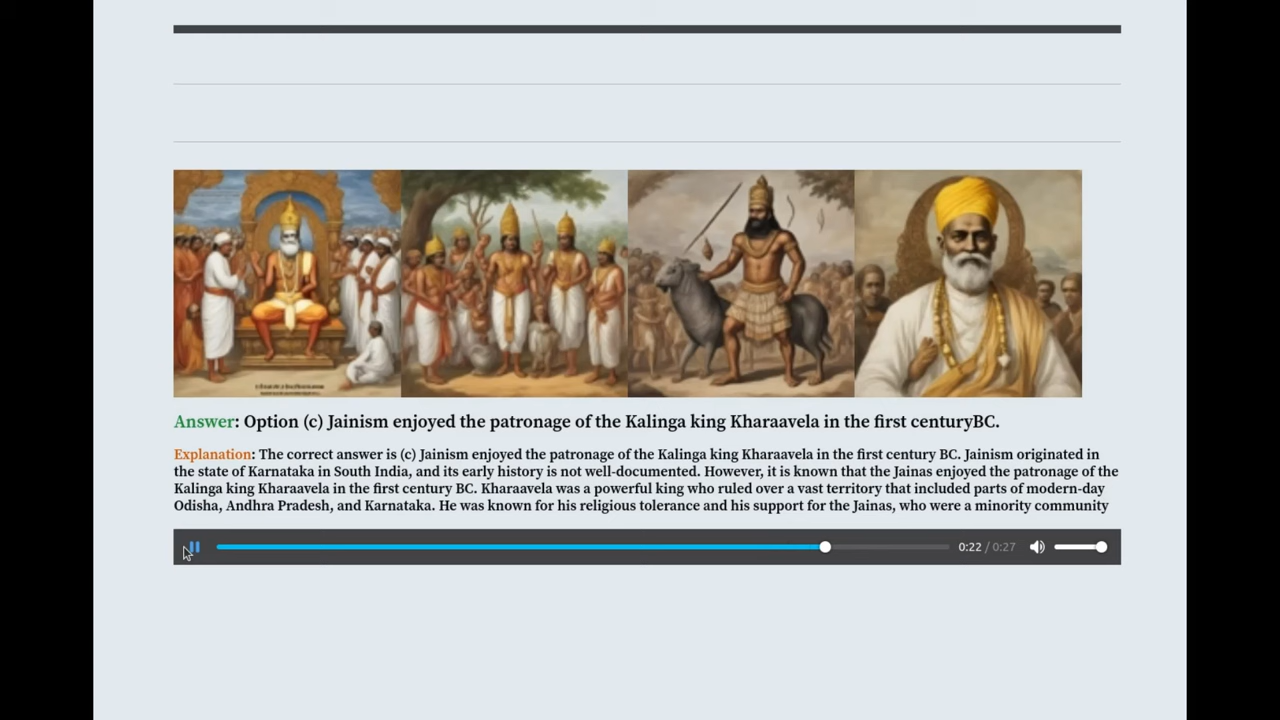 Answer: Option (c) Jainism enjoyed the patronage of the Kalinga king Kharaavela in the first centuryBC.
Explanation: The correct answer is (c) Jainism enjoyed the patronage of the Kalinga king Kharaavela in the first century BC. Jainism originated in
the state of Karnataka in South India, and its early history is not well-documented. However, it is known that the Jainas enjoyed the patronage of the
Kalinga king Kharaavela in the first century BC. Kharaavela was a powerful king who ruled over a vast territory that included parts of modern-day
Odisha, Andhra Pradesh, and Karnataka. He was known for his religious tolerance and his support for the Jainas, who were a minority community
0:22 / 0:27